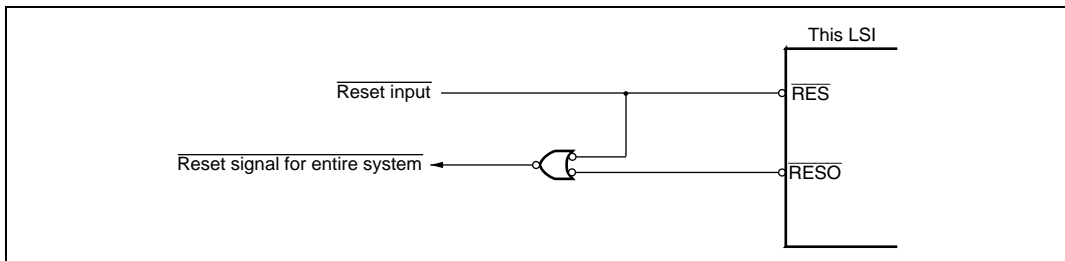 This LSI
Reset input
RES
Reset signal for entire system
RESO